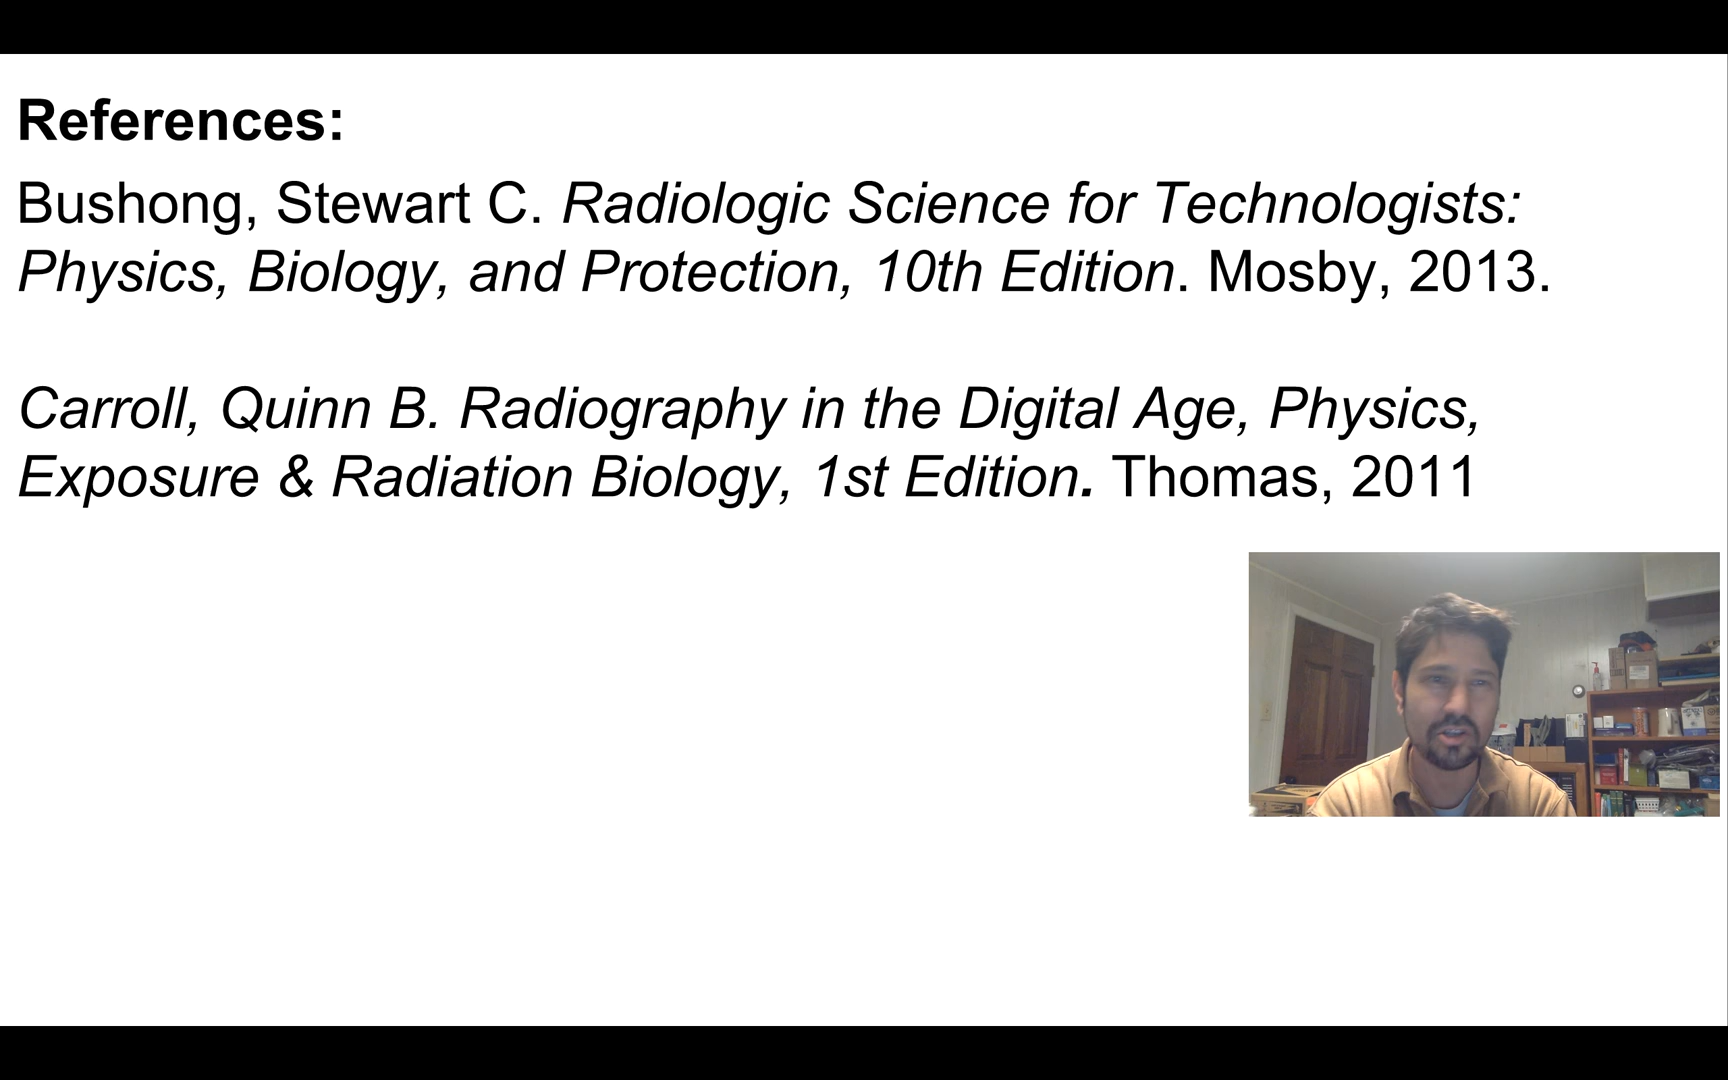 References:
Bushong, Stewart C. Radiologic Science for Technologists:
Physics, Biology, and Protection, 10th Edition. Mosby, 2013.
Carroll, Quinn B. Radiography in the Digital Age, Physics,
Exposure & Radiation Biology, 1st Edition. Thomas, 2011